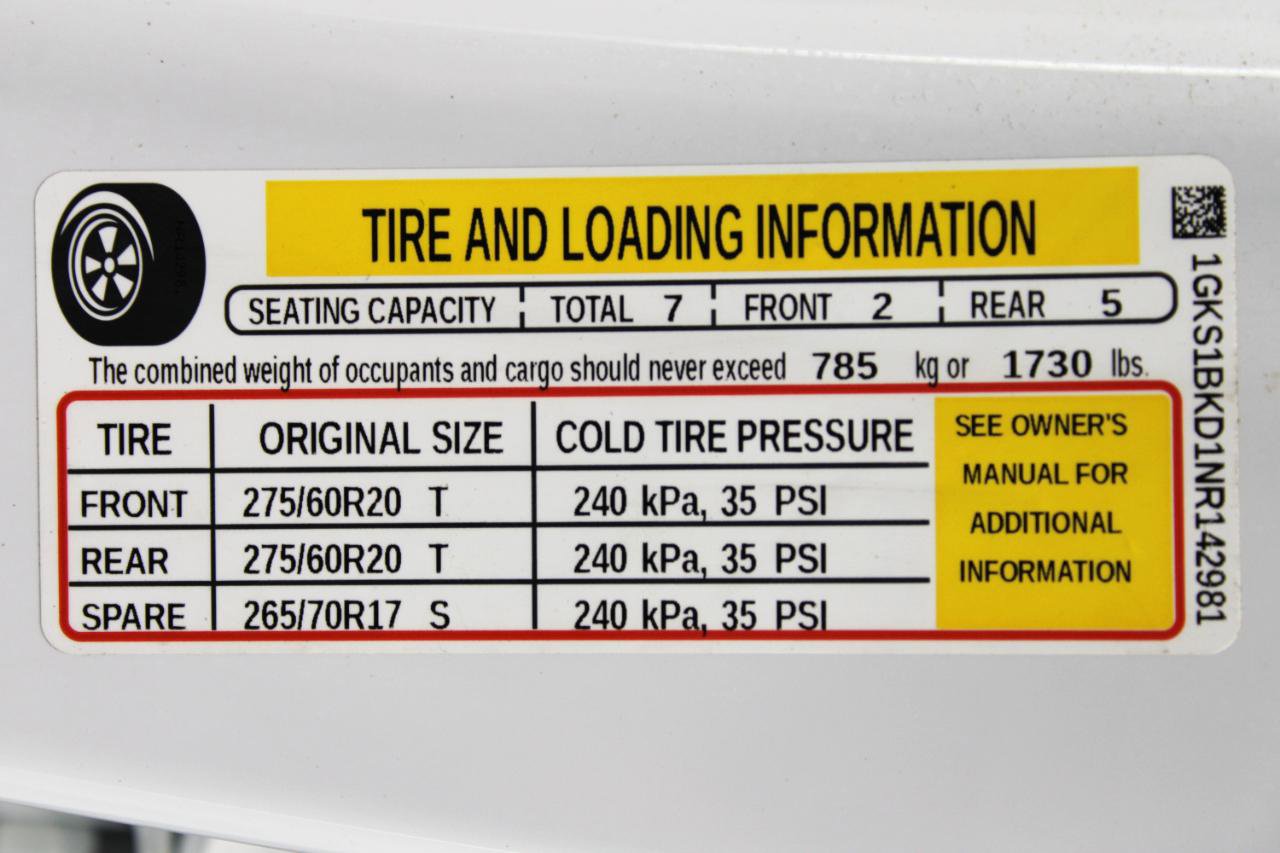 TIRE AND LOADING INFORMATION
SEATING CAPACITY TOTAL 7 FRONT 2 REAR 5
The combined weight of occupants and cargo should never exceed 785 kg or 1730 lbs.
TIRE ORIGINAL SIZE COLD TIRE PRESSURE
FRONT 275/60R20 T 240 kPa, 35 PSI
REAR 275/60R20 T 240 kPa, 35 PSI
SPARE 265/70R17 S 240 kPa, 35 PSI
SEE OWNER'S
MANUAL FOR
ADDITIONAL
INFORMATION
1GKS1BKD1NR142981